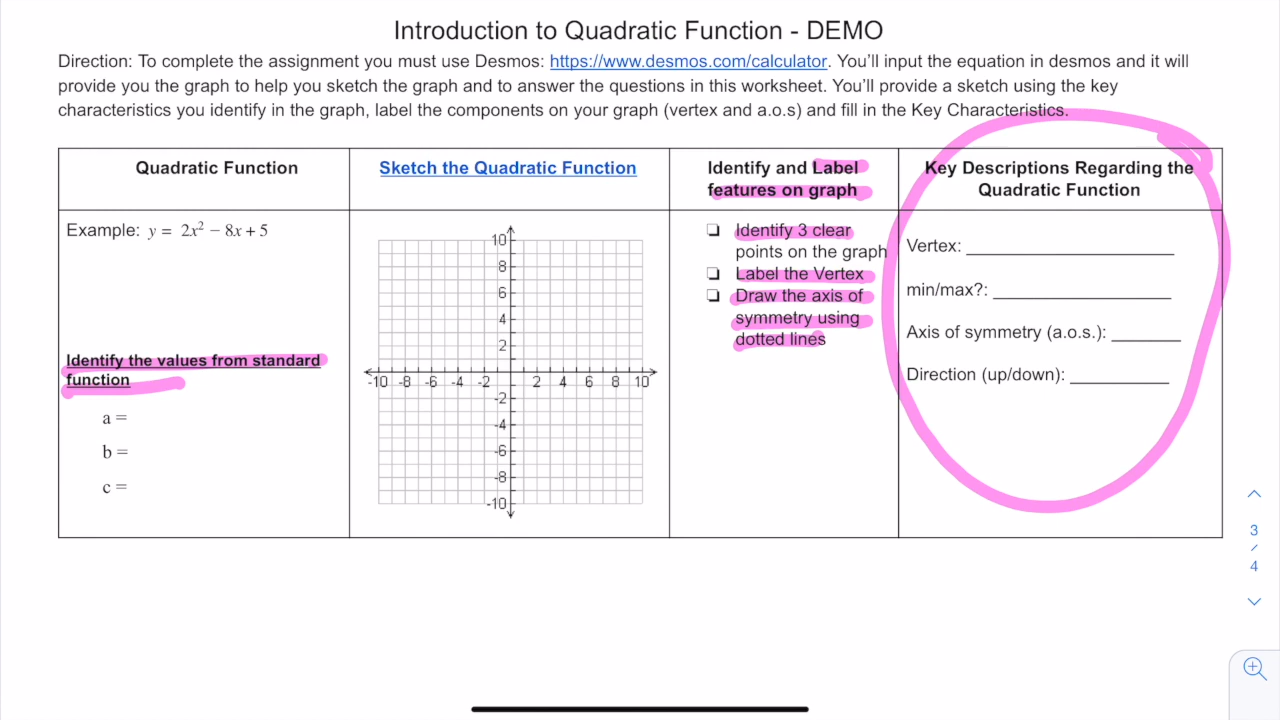 Introduction to Quadratic Function - DEMO
Direction: To complete the assignment you must use Desmos: https://www.desmos.com/calculator. You'll input the equation in desmos and it will
provide you the graph to help you sketch the graph and to answer the questions in this worksheet. You'll provide a sketch using the key
characteristics you identify in the graph, label the components on your graph (vertex and a.o.s) and fill in the Key Characteristics.
Quadratic Function
Sketch the Quadratic Function
Identify and Label
features on graph
Key Descriptions Regarding the
Quadratic Function
Example: y = 2x² − 8x + 5
Identify the values from standard
function
a =
b =
c =
10
8
6
4
2
-10 -8 -6 -4 -2 2 4 6 8 10
-2
-4
-6
-8
-10
Identify 3 clear
points on the graph
Label the Vertex
Draw the axis of
symmetry using
dotted lines
Vertex: ____________________
min/max?: _________________
Axis of symmetry (a.o.s.): _______
Direction (up/down): __________
3
/
4